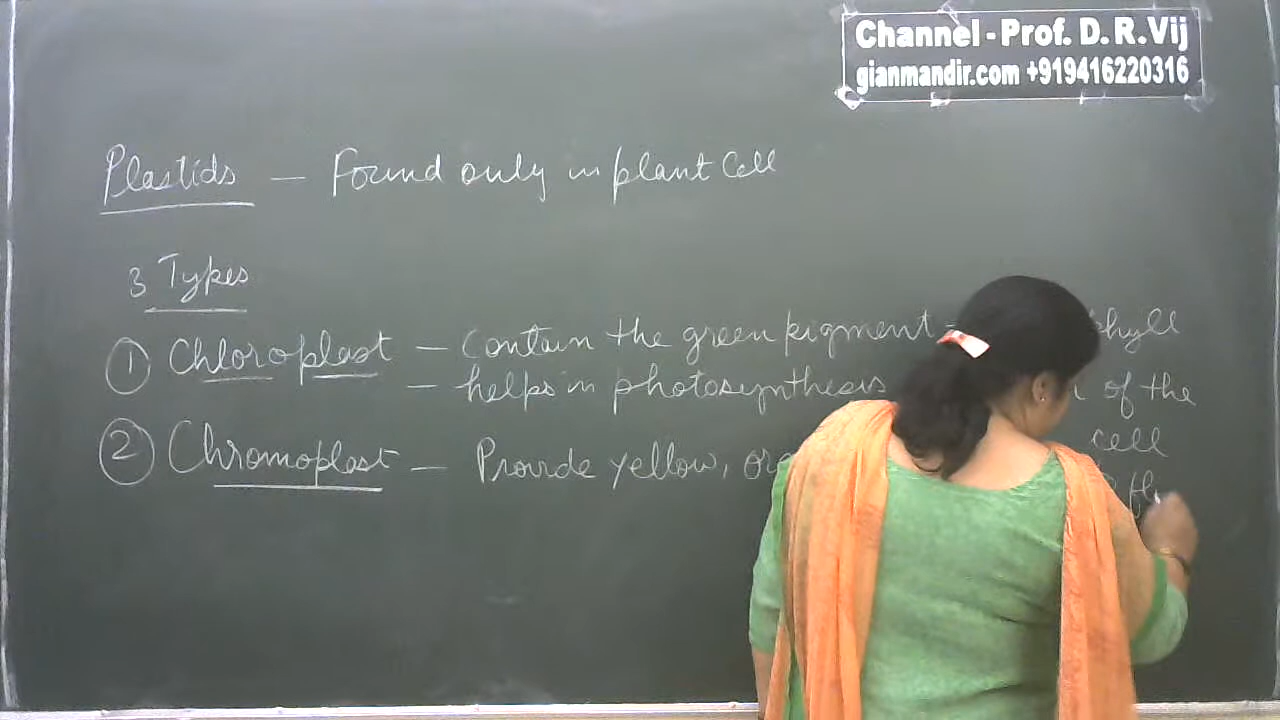 Channel - Prof. D. R. Vij
gianmandir.com +919416220316
Plastids — Found only in plant Cell
3 Types
① Chloroplast — Contain the green pigment
— helps in photosynthesis of the
cell
② Chromoplast — Provide yellow,